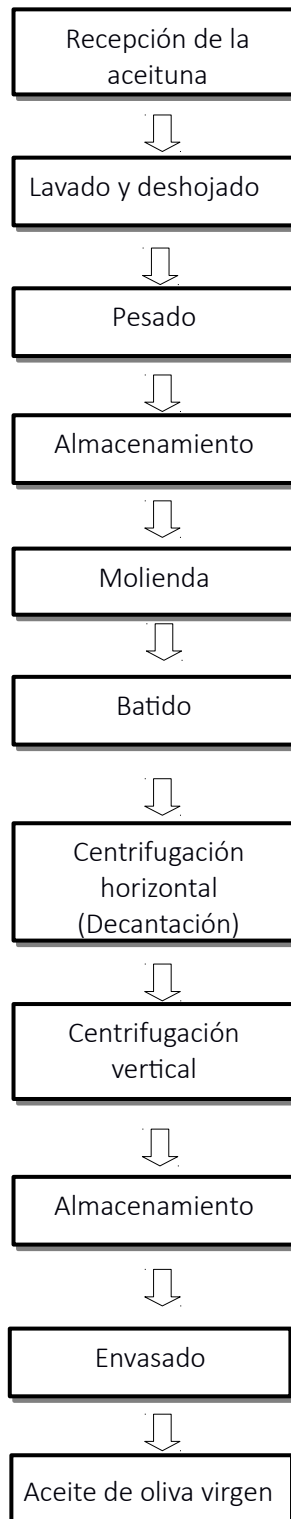 Recepción de la
aceituna
Lavado y deshojado
Pesado
Almacenamiento
Molienda
Batido
Centrifugación
horizontal
(Decantación)
Centrifugación
vertical
Almacenamiento
Envasado
Aceite de oliva virgen